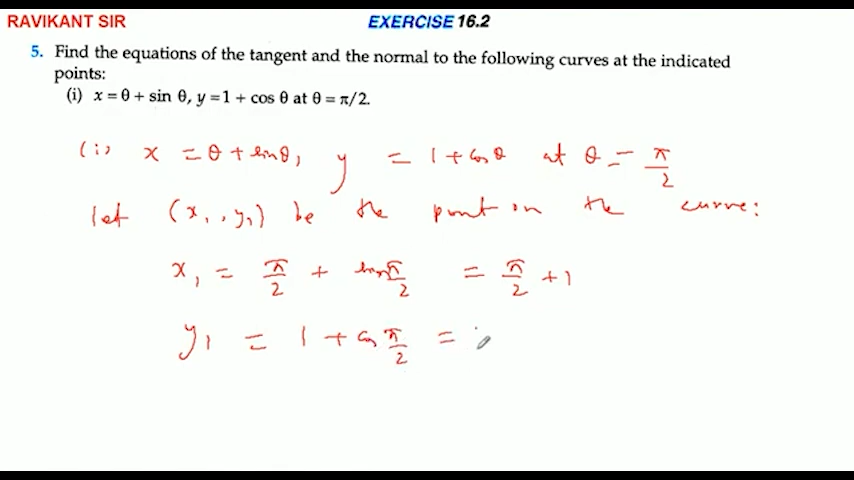 RAVIKANT SIR
EXERCISE 16.2
5. Find the equations of the tangent and the normal to the following curves at the indicated
points:
(i) x = θ + sin θ, y = 1 + cos θ at θ = π/2.
(i) x = θ + sinθ, y = 1 + cosθ at θ = π/2
let (x₁, y₁) be the point on the curve:
x₁ = π/2 + sin π/2 = π/2 + 1
y₁ = 1 + cos π/2 =